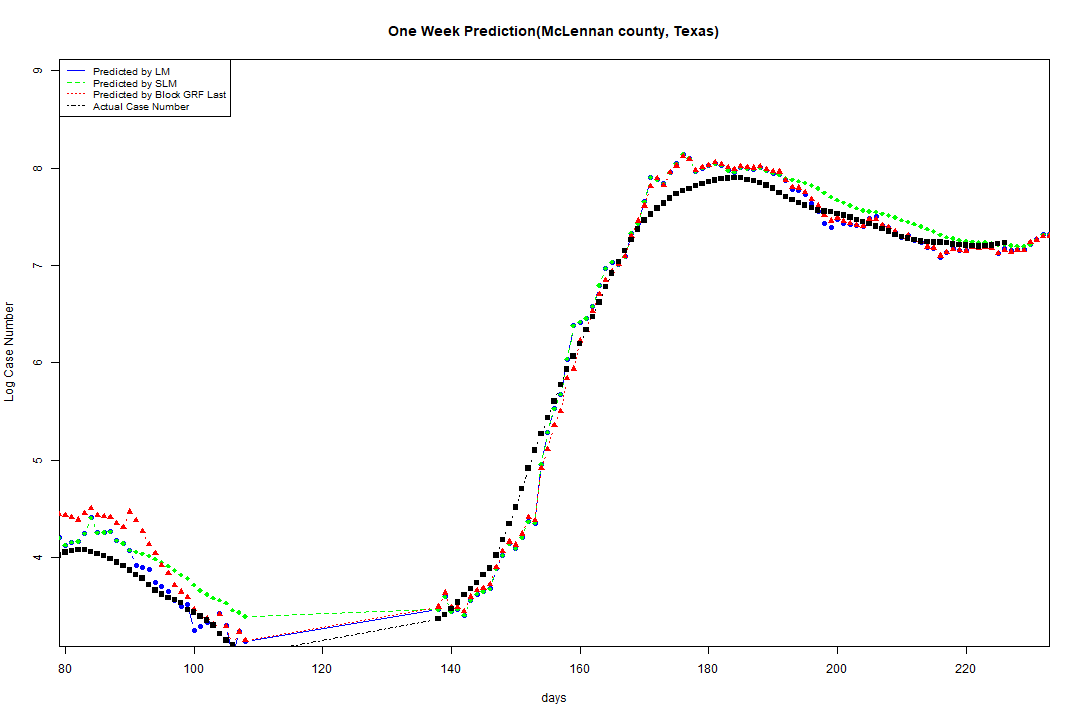 One Week Prediction(McLennan county, Texas)
Predicted by LM
Predicted by SLM
Predicted by Block GRF Last
Actual Case Number
9
8
7
6
5
4
Log Case Number
80 100 120 140 160 180 200 220
days